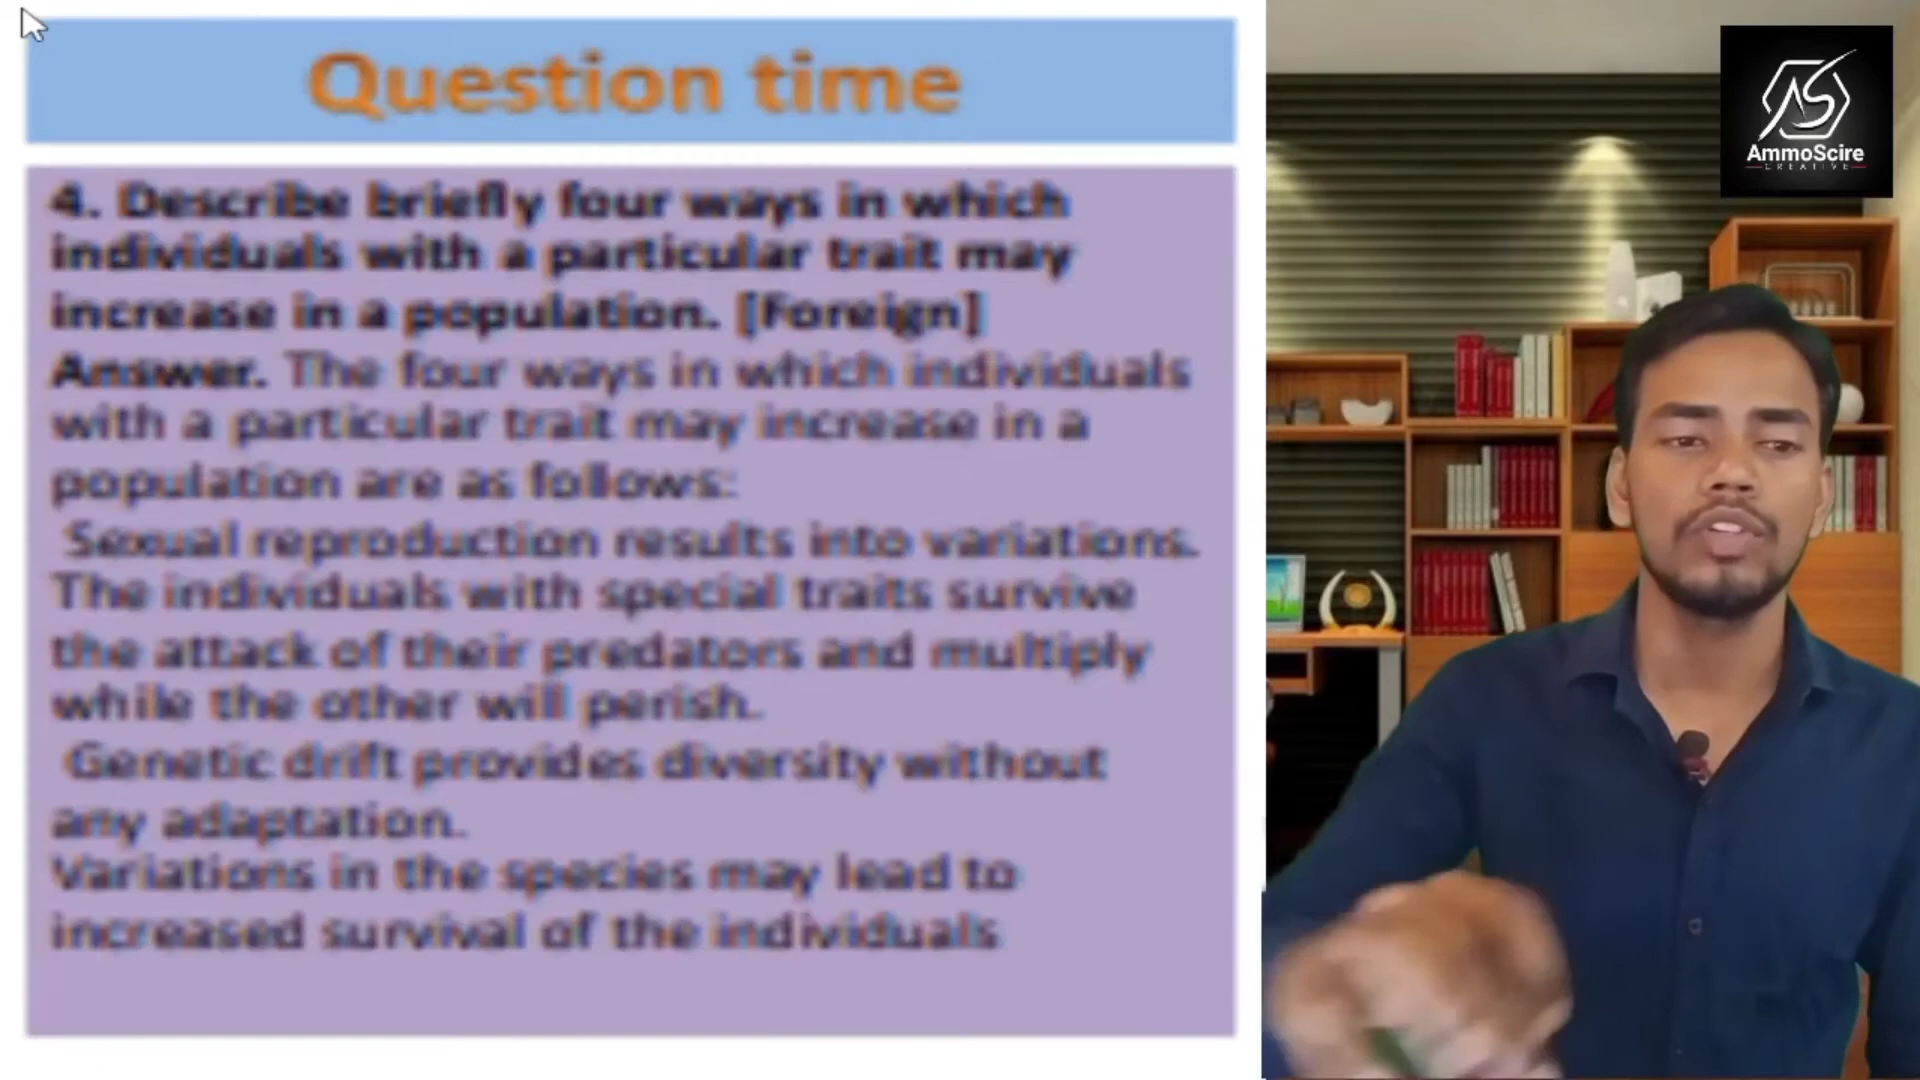 Question time
4. Describe briefly four ways in which
individuals with a particular trait may
increase in a population. [Foreign]
Answer. The four ways in which individuals
with a particular trait may increase in a
population are as follows:
Sexual reproduction results into variations.
The individuals with special traits survive
the attack of their predators and multiply
while the other will perish.
Genetic drift provides diversity without
any adaptation.
Variations in the species may lead to
increased survival of the individuals
AS
AmmoScire
CREATIVE